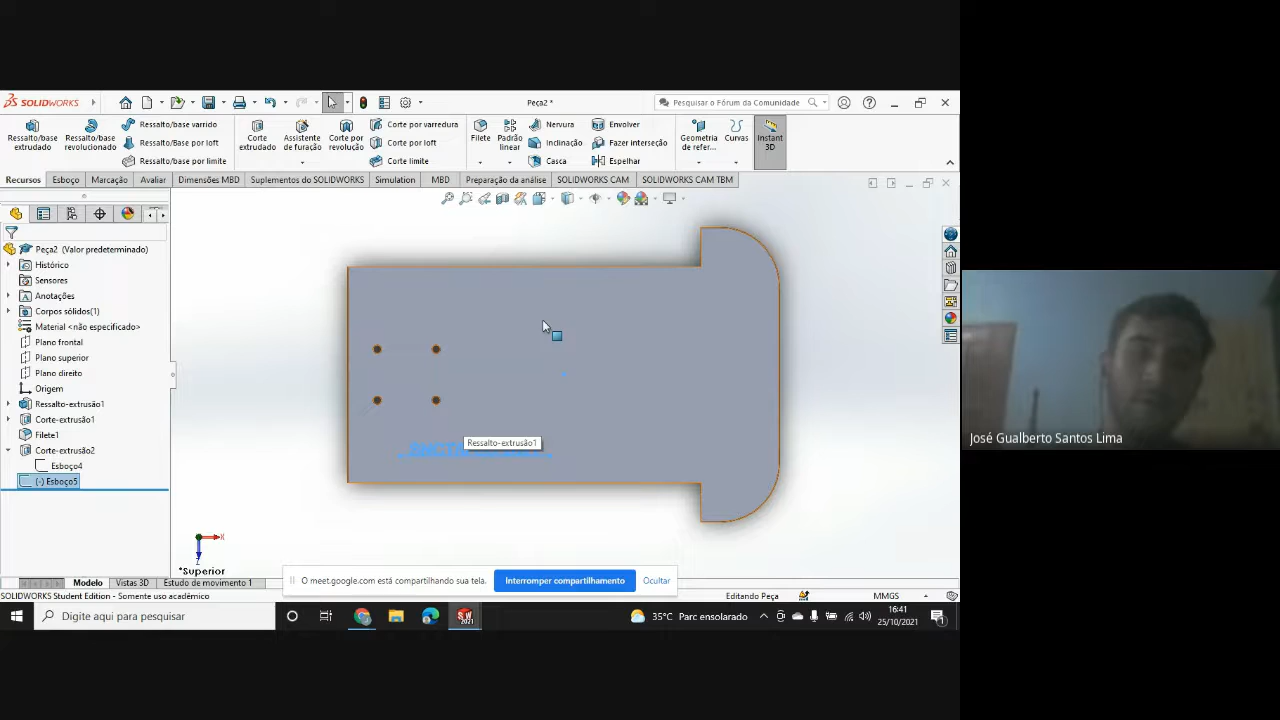 SOLIDWORKS
Peça2 *
Pesquisar o Fórum da Comunidade
Ressalto/base extrudado
Ressalto/base revolucionado
Ressalto/base varrido
Ressalto/Base por loft
Ressalto/base por limite
Corte extrudado
Assistente de furação
Corte por revolução
Corte por varredura
Corte por loft
Corte limite
Filete
Padrão linear
Nervura
Inclinação
Casca
Envolver
Fazer interseção
Espelhar
Geometria de refer...
Curvas
Instant 3D
Recursos
Esboço
Marcação
Avaliar
Dimensões MBD
Suplementos do SOLIDWORKS
Simulation
MBD
Preparação da análise
SOLIDWORKS CAM
SOLIDWORKS CAM TBM
Peça2 (Valor predeterminado)
Histórico
Sensores
Anotações
Corpos sólidos(1)
Material <não especificado>
Plano frontal
Plano superior
Plano direito
Origem
Ressalto-extrusão1
Corte-extrusão1
Filete1
Corte-extrusão2
Esboço4
(-) Esboço5
Ressalto-extrusão1
José Gualberto Santos Lima
X
Z
*Superior
Modelo
Vistas 3D
Estudo de movimento 1
O meet.google.com está compartilhando sua tela.
Interromper compartilhamento
Ocultar
SOLIDWORKS Student Edition - Somente uso acadêmico
Editando Peça
MMGS
Digite aqui para pesquisar
35°C Parc ensolarado
16:41
25/10/2021